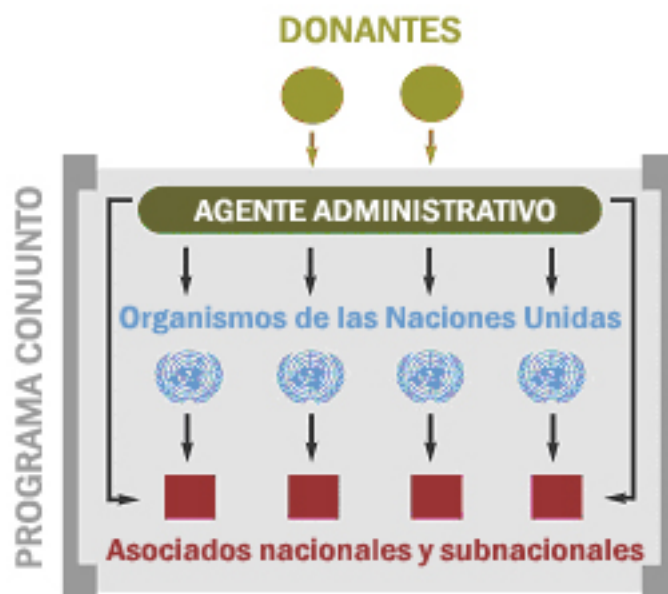 DONANTES
PROGRAMA CONJUNTO
AGENTE ADMINISTRATIVO
Organismos de las Naciones Unidas
Asociados nacionales y subnacionales